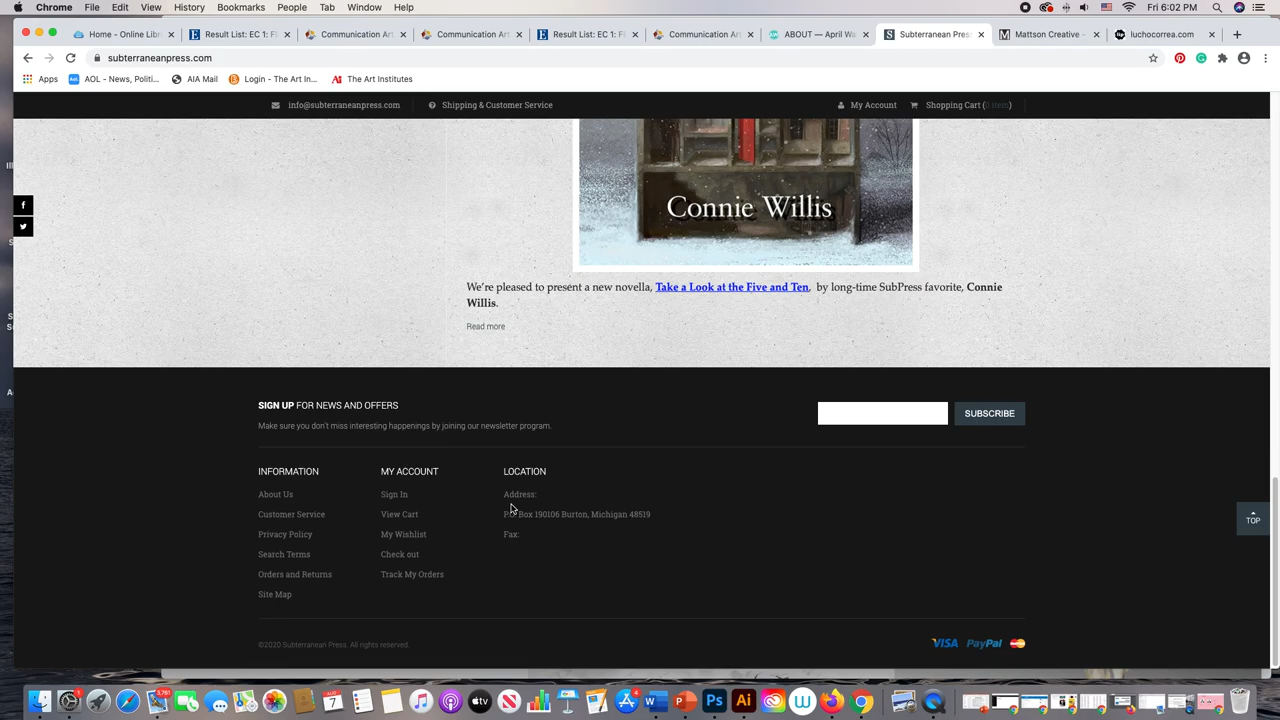 Chrome File Edit View History Bookmarks People Tab Window Help Fri 6:02 PM
Home - Online Libr Result List: EC 1: Fl Communication Art Communication Art Result List: EC 1: Fl Communication Art ABOUT — April Wa Subterranean Pres Mattson Creative - luchocorrea.com
subterraneanpress.com
Apps AOL - News, Politi... AIA Mail Login - The Art In... The Art Institutes
info@subterraneanpress.com Shipping & Customer Service My Account Shopping Cart (0 item)
Connie Willis
We're pleased to present a new novella, Take a Look at the Five and Ten, by long-time SubPress favorite, Connie
Willis.
Read more
SIGN UP FOR NEWS AND OFFERS
Make sure you don't miss interesting happenings by joining our newsletter program.
SUBSCRIBE
INFORMATION
About Us
Customer Service
Privacy Policy
Search Terms
Orders and Returns
Site Map
MY ACCOUNT
Sign In
View Cart
My Wishlist
Check out
Track My Orders
LOCATION
Address:
Box 190106 Burton, Michigan 48519
Fax:
TOP
©2020 Subterranean Press. All rights reserved.
VISA PayPal